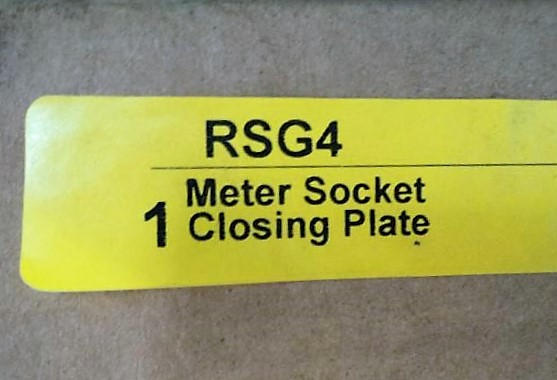 RSG4
1 Meter Socket
Closing Plate